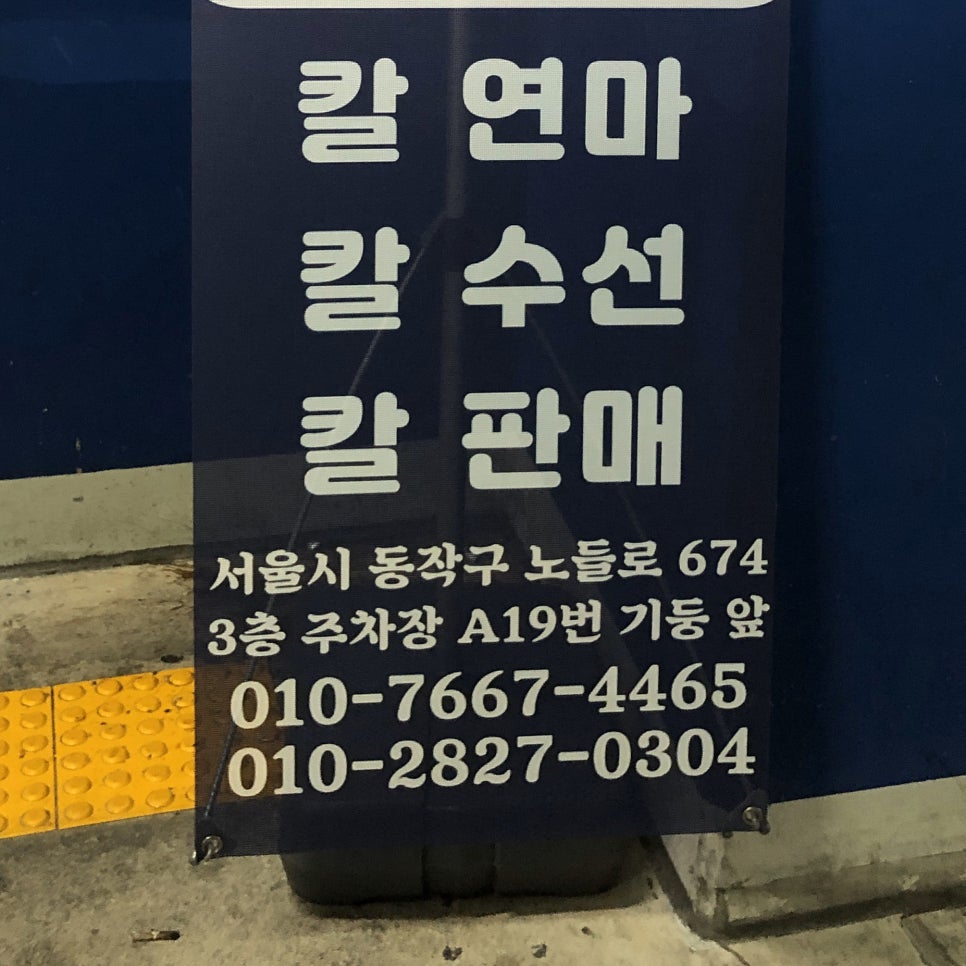 칼 연마
칼 수선
칼 판매
서울시 동작구 노들로 674
3층 주차장 A19번 기둥 앞
010-7667-4465
010-2827-0304